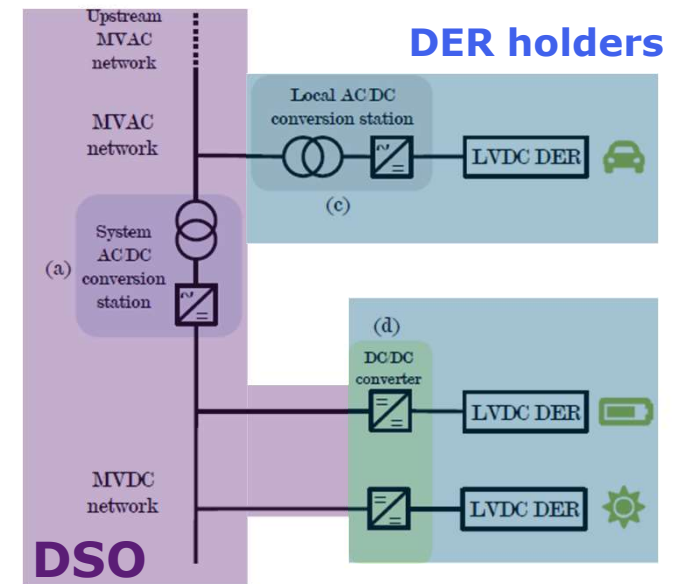 Upstream
MVAC
network
DER holders
MVAC
network
Local AC/DC
conversion station
LVDC DER
(c)
(a)
System
AC/DC
conversion
station
(d)
DC/DC
converter
LVDC DER
MVDC
network
LVDC DER
DSO